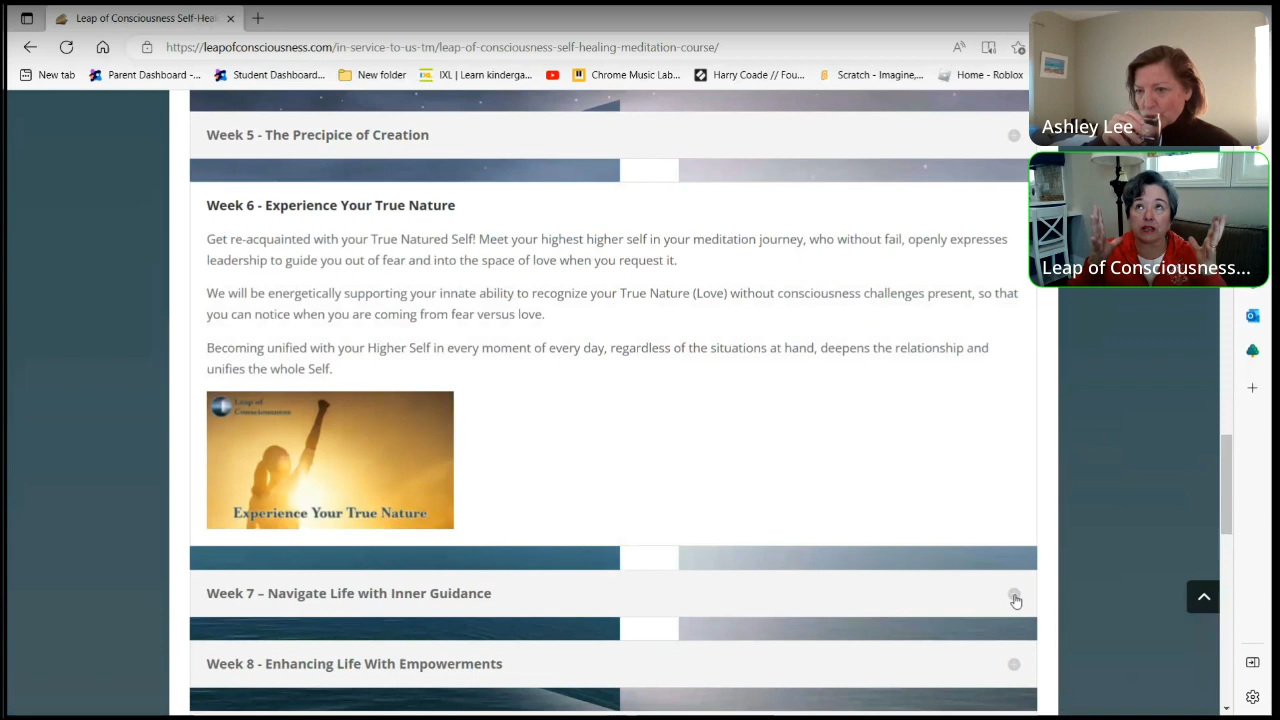 Leap of Consciousness Self-Heal
https://leapofconsciousness.com/in-service-to-us-tm/leap-of-consciousness-self-healing-meditation-course/
New tab
Parent Dashboard -...
Student Dashboard...
New folder
IXL | Learn kinderga...
Chrome Music Lab...
Harry Coade // Fou...
Scratch - Imagine,...
Home - Roblox
Ashley Lee
Leap of Consciousness...
Week 5 - The Precipice of Creation
Week 6 - Experience Your True Nature
Get re-acquainted with your True Natured Self! Meet your highest higher self in your meditation journey, who without fail, openly expresses
leadership to guide you out of fear and into the space of love when you request it.
We will be energetically supporting your innate ability to recognize your True Nature (Love) without consciousness challenges present, so that
you can notice when you are coming from fear versus love.
Becoming unified with your Higher Self in every moment of every day, regardless of the situations at hand, deepens the relationship and
unifies the whole Self.
Leap of
Consciousness
Experience Your True Nature
Week 7 – Navigate Life with Inner Guidance
Week 8 - Enhancing Life With Empowerments